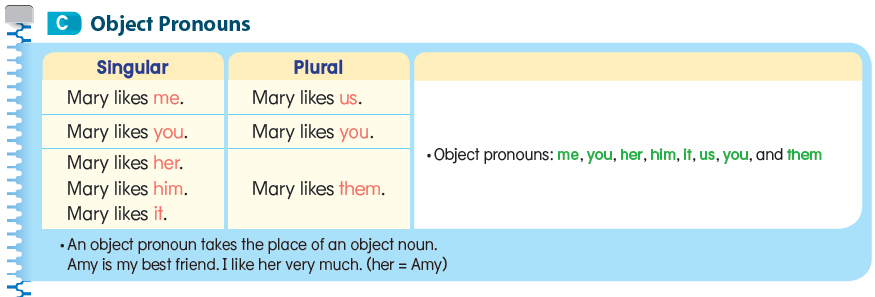 C Object Pronouns
Singular Plural
Mary likes me. Mary likes us.
Mary likes you. Mary likes you.
Mary likes her.
Mary likes him. Mary likes them.
Mary likes it.
•Object pronouns: me, you, her, him, it, us, you, and them
•An object pronoun takes the place of an object noun.
Amy is my best friend. I like her very much. (her = Amy)